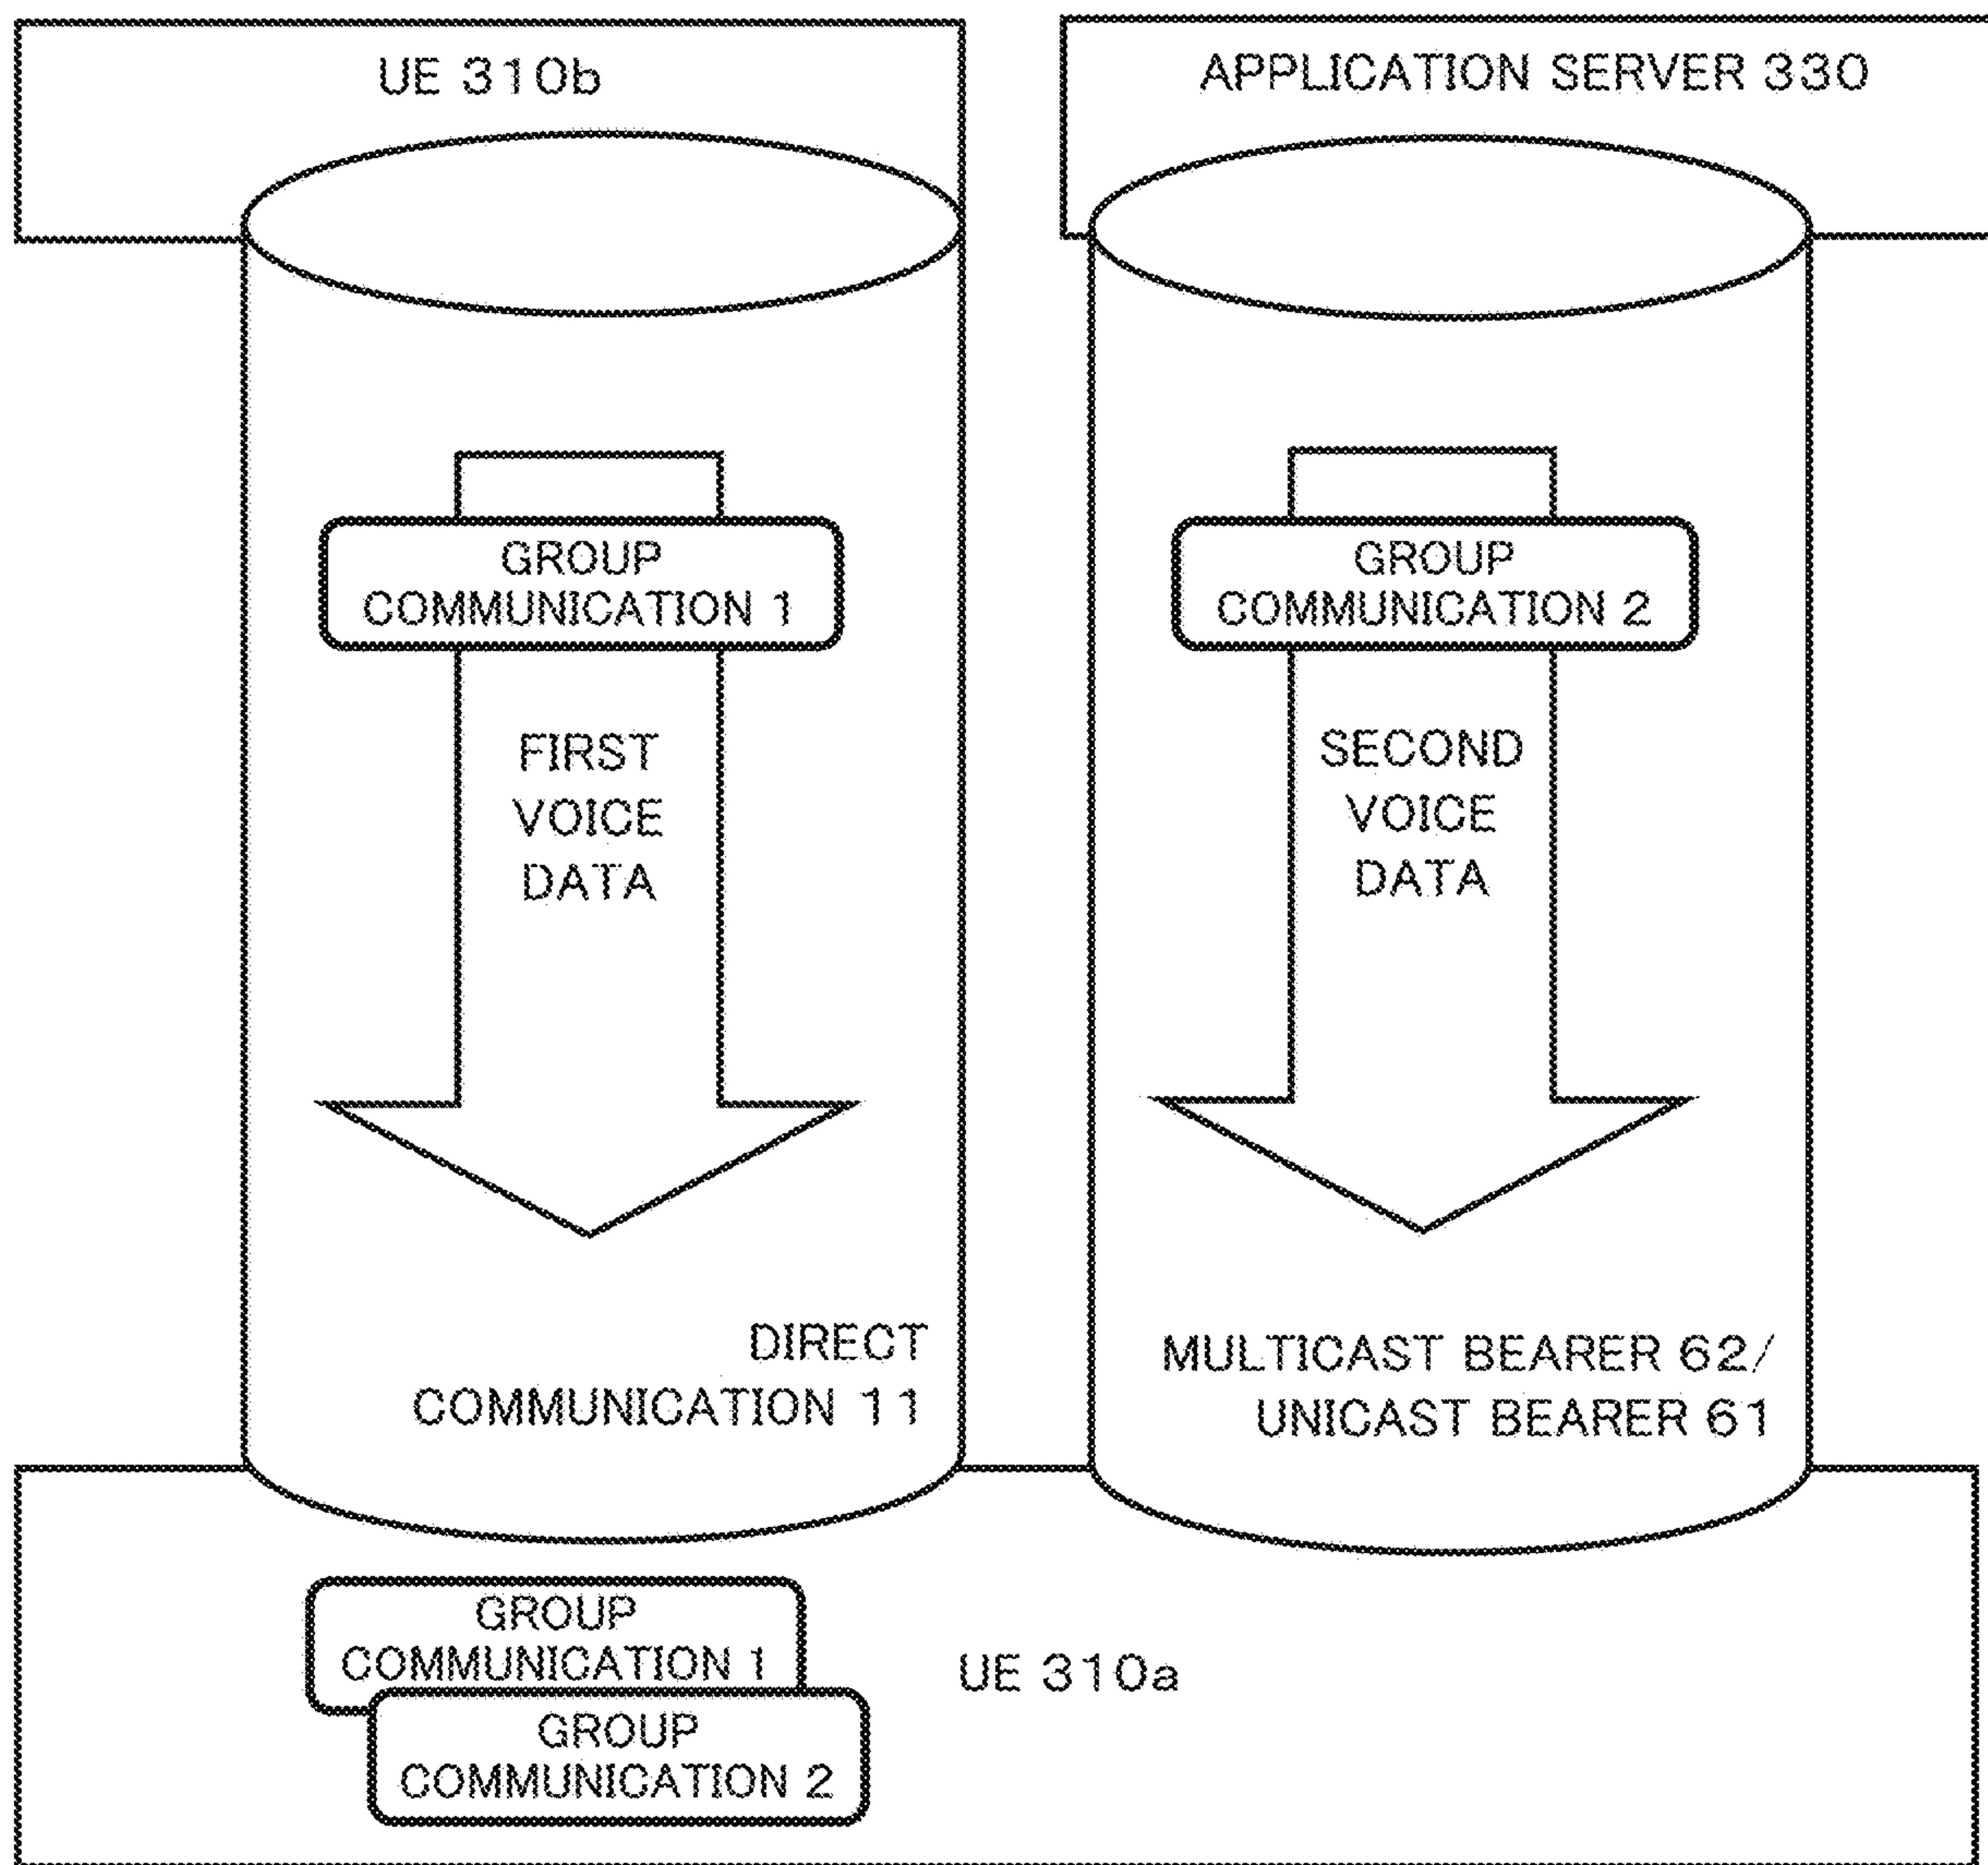 UE 310b
APPLICATION SERVER 330
GROUP
COMMUNICATION 1
FIRST
VOICE
DATA
DIRECT
COMMUNICATION 11
GROUP
COMMUNICATION 2
SECOND
VOICE
DATA
MULTICAST BEARER 62/
UNICAST BEARER 61
GROUP
COMMUNICATION 1
GROUP
COMMUNICATION 2
UE 310a